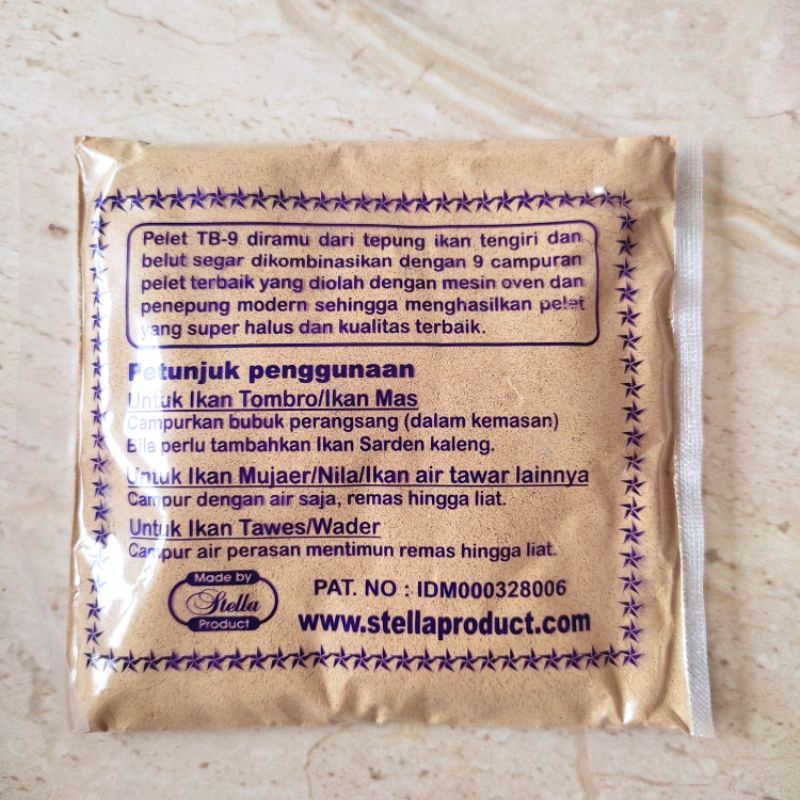 Pelet TB-9 diramu dari tepung ikan tengiri dan
belut segar dikombinasikan dengan 9 campuran
pelet terbaik yang diolah dengan mesin oven dan
penepung modern sehingga menghasilkan pelet
yang super halus dan kualitas terbaik.
Petunjuk penggunaan
Untuk Ikan Tombro/Ikan Mas
Campurkan bubuk perangsang (dalam kemasan)
Bila perlu tambahkan Ikan Sarden kaleng.
Untuk Ikan Mujaer/Nila/Ikan air tawar lainnya
Campur dengan air saja, remas hingga liat.
Untuk Ikan Tawes/Wader
Campur air perasan mentimun remas hingga liat.
Made by
Stella
Product
PAT. NO : IDM000328006
www.stellaproduct.com